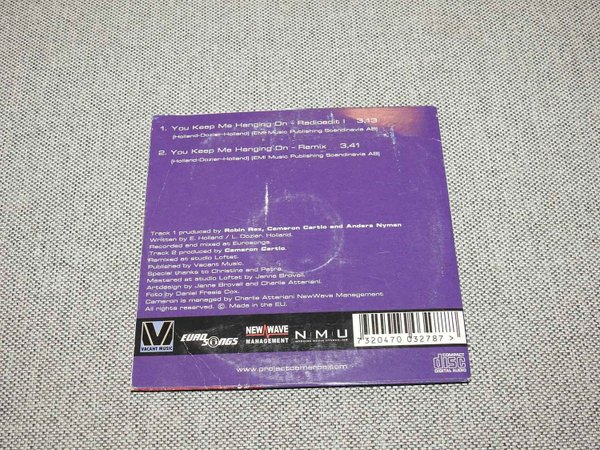 1. You Keep Me Hanging On - Radioedit I 3.13
(Holland-Dozier-Holland) (EMI Music Publishing Scandinavia AB)
2. You Keep Me Hanging On - Remix 3.41
(Holland-Dozier-Holland) (EMI Music Publishing Scandinavia AB)
Track 1 produced by Robin Rex, Cameron Cartio and Anders Nyman
Written by E. Holland / L. Dozier. Holland.
Recorded and mixed at Eurosongs.
Track 2 produced by Cameron Cartio.
Remixed at studio Loftet.
Published by Vacant Music.
Special thanks to Christine and Petra.
Mastered at studio Loftet by Janne Brovell.
Artdesign by Janne Brovell and Charlie Atteriani.
Foto by Daniel Freeis Cox.
Cameron is managed by Charlie Atteriani NewWave Management
All rights reserved. © Made in the EU.
V
VACANT MUSIC
EURO SONGS
NEW WAVE
MANAGEMENT
NMU
7 320470 032787 >
www.projectcameron.com
COMPACT
disc
DIGITAL AUDIO